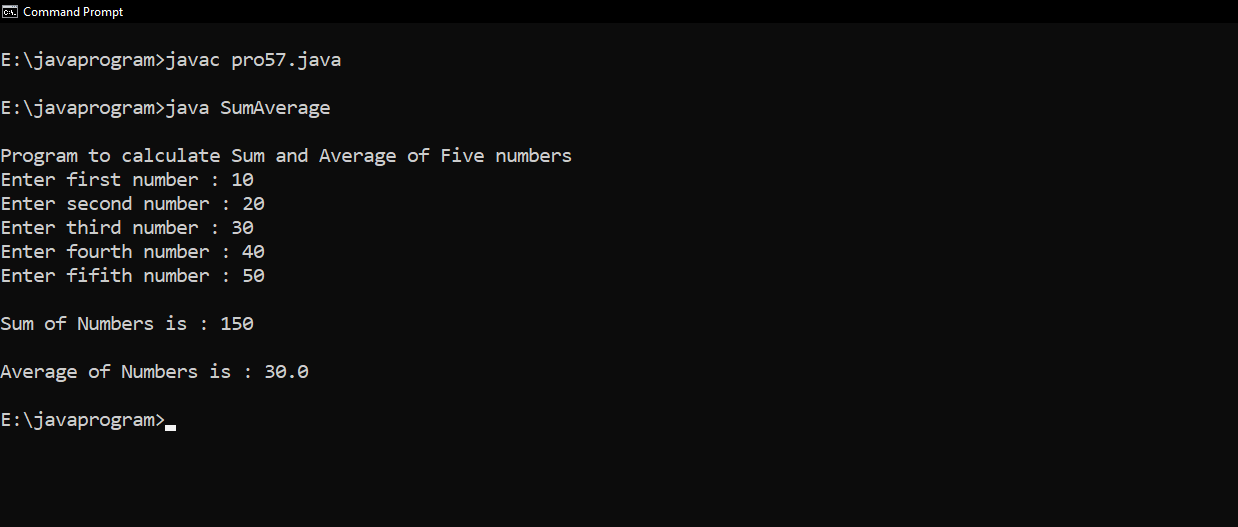 Command Prompt
E:\javaprogram>javac pro57.java
E:\javaprogram>java SumAverage
Program to calculate Sum and Average of Five numbers
Enter first number : 10
Enter second number : 20
Enter third number : 30
Enter fourth number : 40
Enter fifith number : 50
Sum of Numbers is : 150
Average of Numbers is : 30.0
E:\javaprogram>